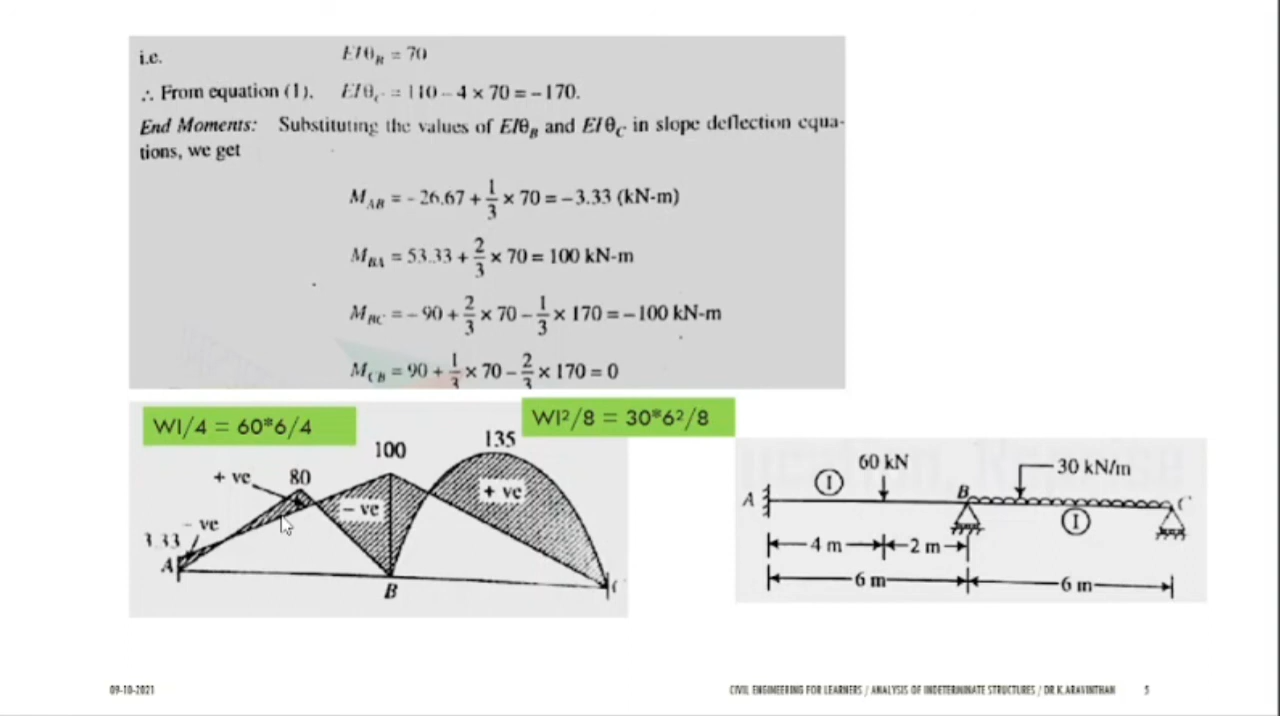 i.e. EIθ_B = 70
∴ From equation (1), EIθ_C = 110 – 4 × 70 = – 170.
End Moments: Substituting the values of EIθ_B and EIθ_C in slope deflection equa-
tions, we get
M_AB = – 26.67 + 1/3 × 70 = – 3.33 (kN-m)
M_BA = 53.33 + 2/3 × 70 = 100 kN-m
M_BC = – 90 + 2/3 × 70 – 1/3 × 170 = – 100 kN-m
M_CB = 90 + 1/3 × 70 – 2/3 × 170 = 0
Wl/4 = 60*6/4
Wl²/8 = 30*6²/8
135
100
+ ve 80
+ ve
– ve
– ve
3.33
A
B
60 kN
30 kN/m
I
A B C
I
4 m 2 m
6 m 6 m
09-10-2021
CIVIL ENGINEERING FOR LEARNERS / ANALYSIS OF INDETERMINATE STRUCTURES / DR K.ARAVINTHAN 5